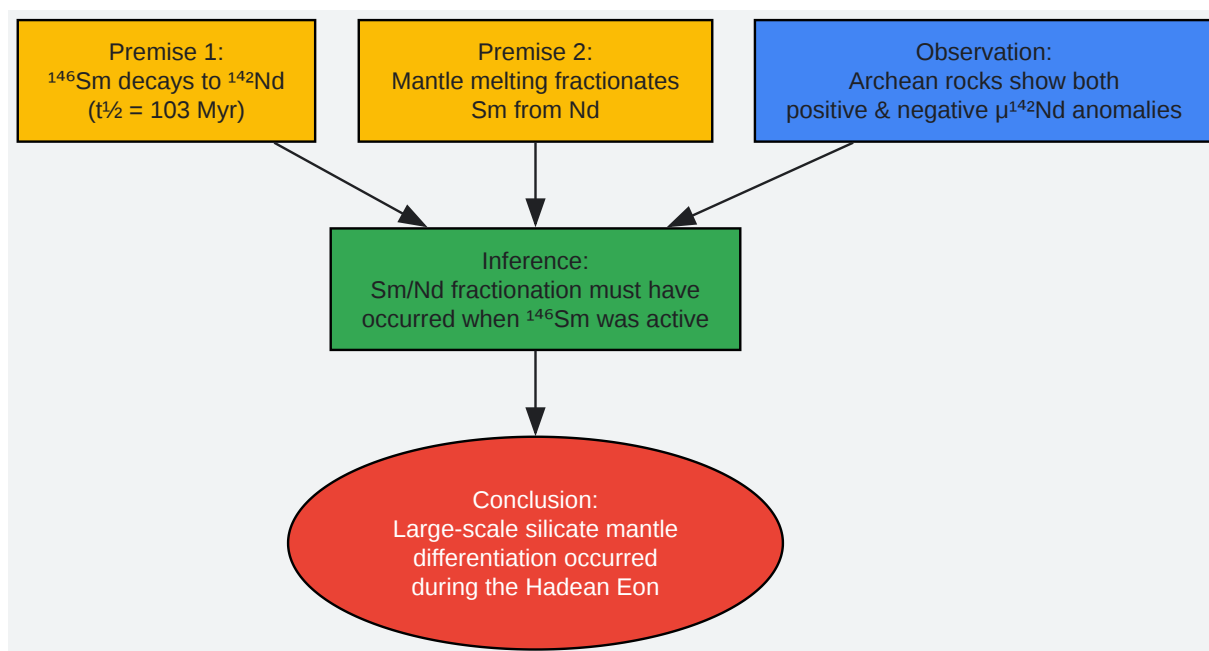 Premise 1:
¹⁴⁶Sm decays to ¹⁴²Nd
(t½ = 103 Myr)
Premise 2:
Mantle melting fractionates
Sm from Nd
Observation:
Archean rocks show both
positive & negative µ¹⁴²Nd anomalies
Inference:
Sm/Nd fractionation must have
occurred when ¹⁴⁶Sm was active
Conclusion:
Large-scale silicate mantle
differentiation occurred
during the Hadean Eon